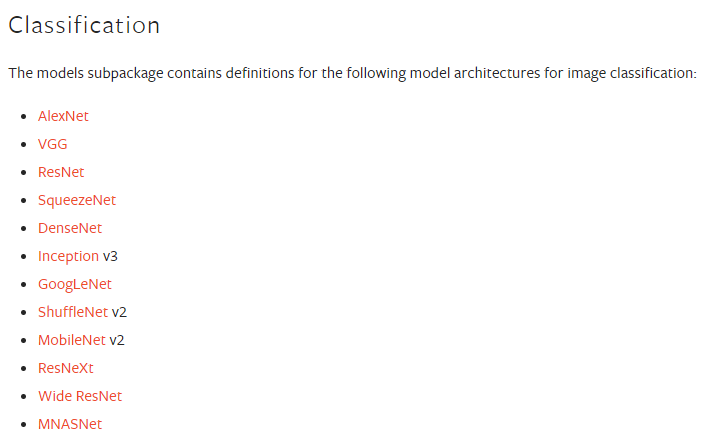 Classification
The models subpackage contains definitions for the following model architectures for image classification:
• AlexNet
• VGG
• ResNet
• SqueezeNet
• DenseNet
• Inception v3
• GoogLeNet
• ShuffleNet v2
• MobileNet v2
• ResNeXt
• Wide ResNet
• MNASNet